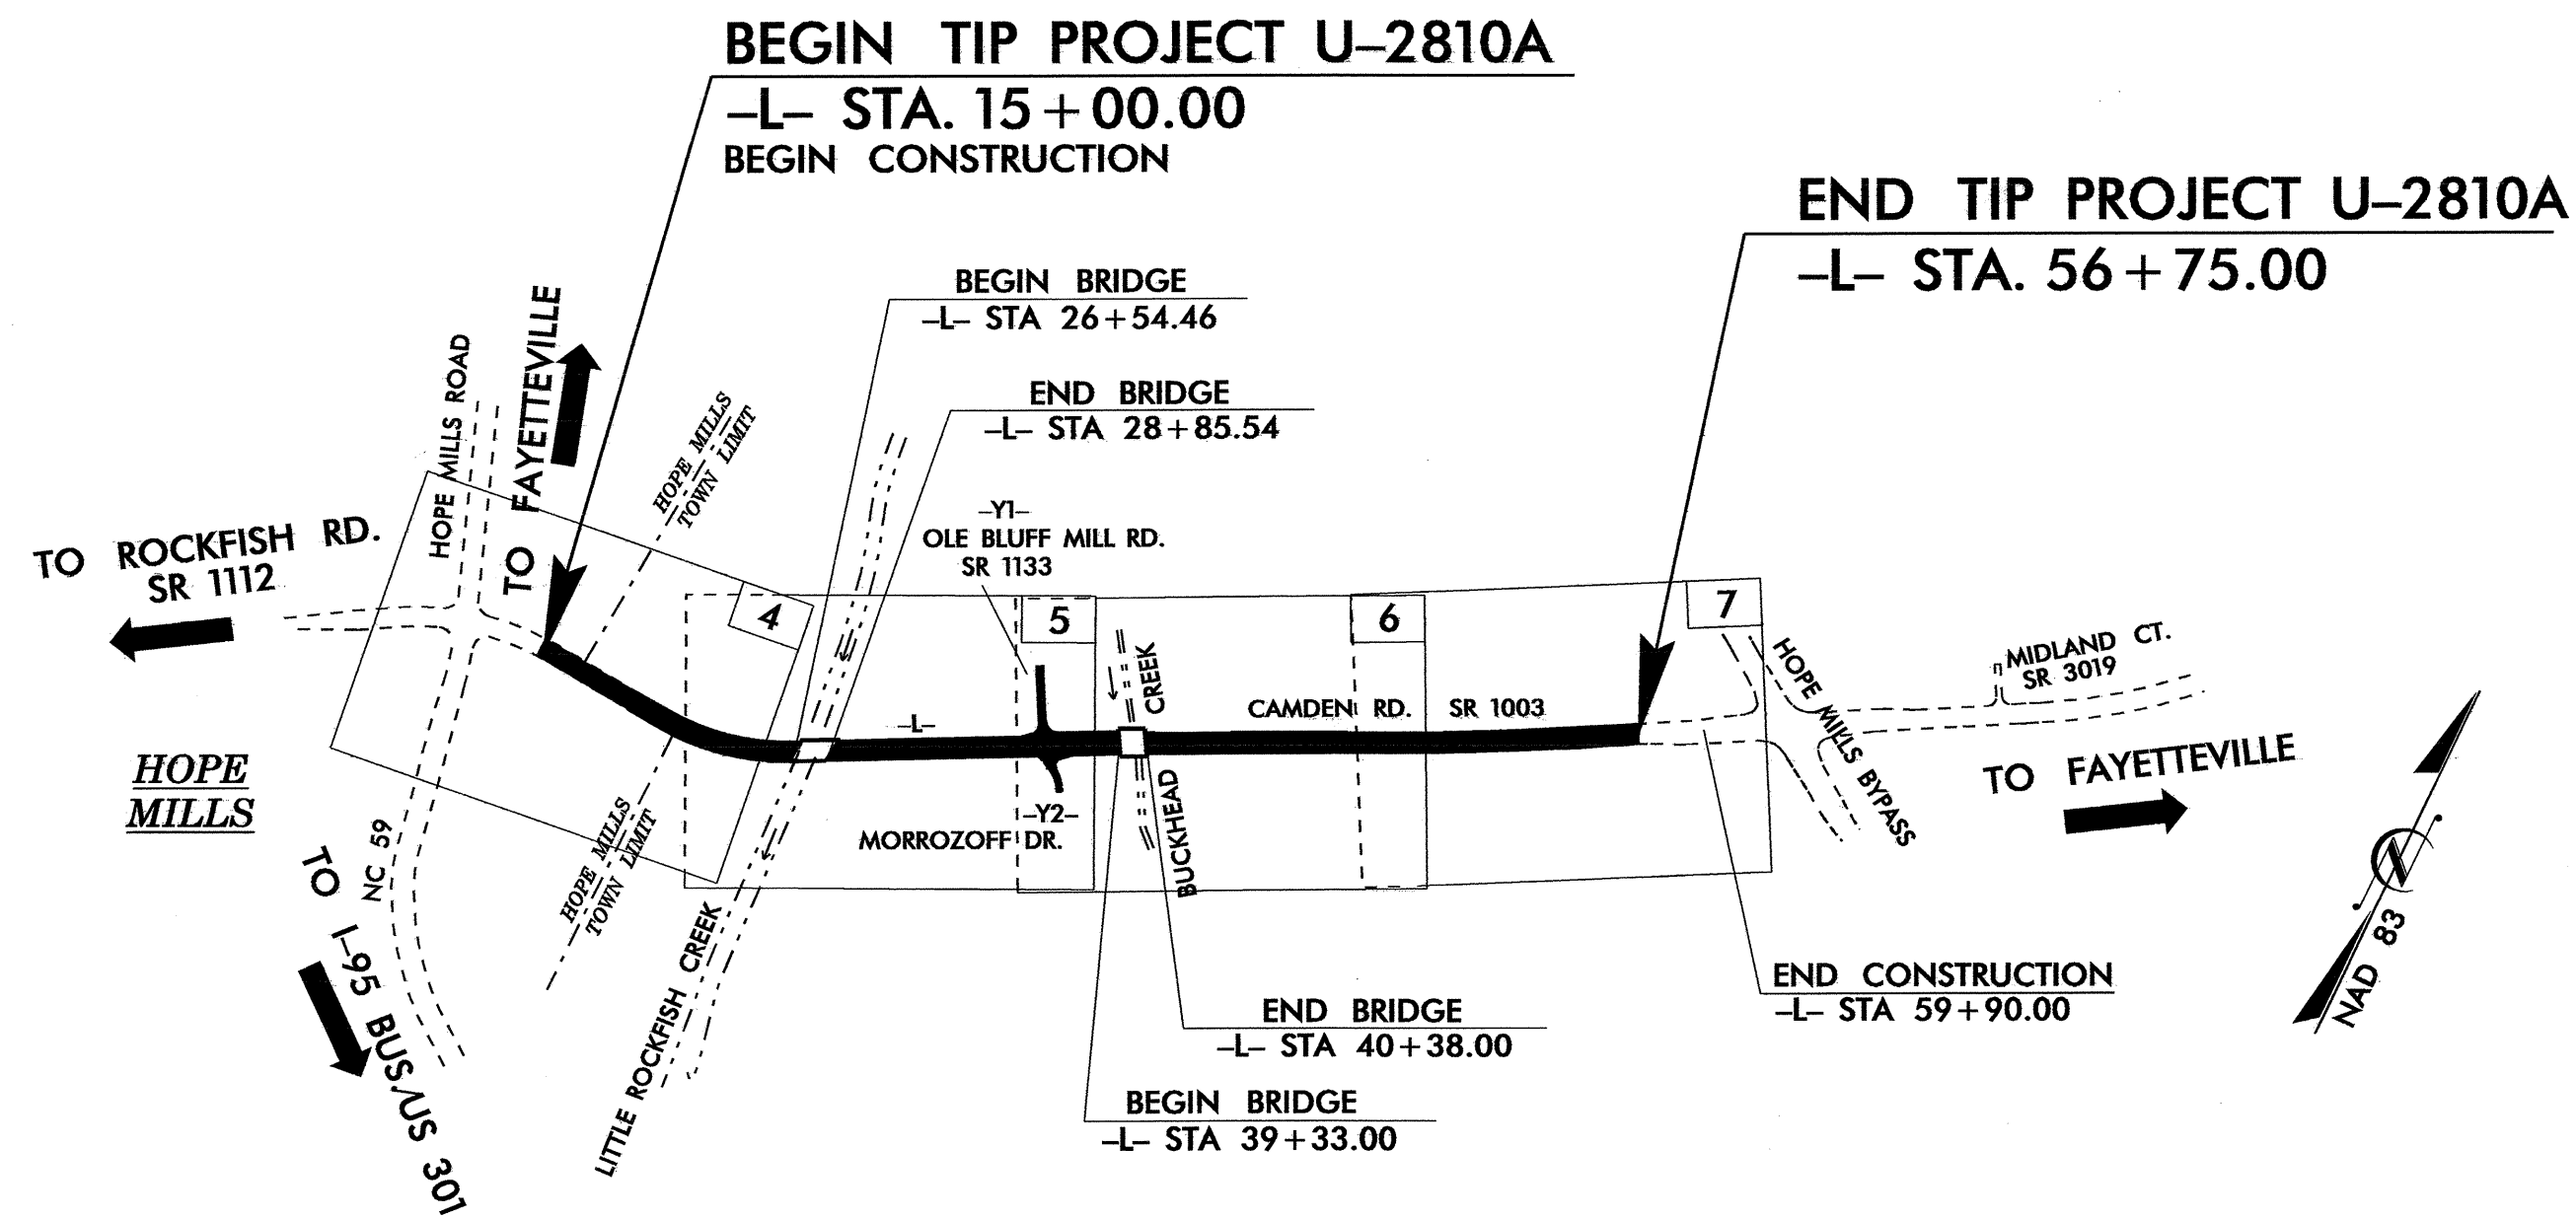 BEGIN TIP PROJECT U–2810A
–L– STA. 15+00.00
BEGIN CONSTRUCTION
END TIP PROJECT U–2810A
–L– STA. 56+75.00
BEGIN BRIDGE
–L– STA 26+54.46
END BRIDGE
–L– STA 28+85.54
HOPE MILLS ROAD
TO FAYETTEVILLE
HOPE MILLS
TOWN LIMIT
–Y1–
OLE BLUFF MILL RD.
SR 1133
TO ROCKFISH RD.
SR 1112
4
5
6
7
CREEK
BUCKHEAD
–L–
CAMDEN RD. SR 1003
HOPE MILLS BYPASS
MIDLAND CT.
SR 3019
TO FAYETTEVILLE
HOPE
MILLS
–Y2–
MORROZOFF DR.
NC 59
TO I–95 BUS/US 301
HOPE MILLS
TOWN LIMIT
LITTLE ROCKFISH CREEK
END CONSTRUCTION
–L– STA 59+90.00
END BRIDGE
–L– STA 40+38.00
BEGIN BRIDGE
–L– STA 39+33.00
N
NAD 83